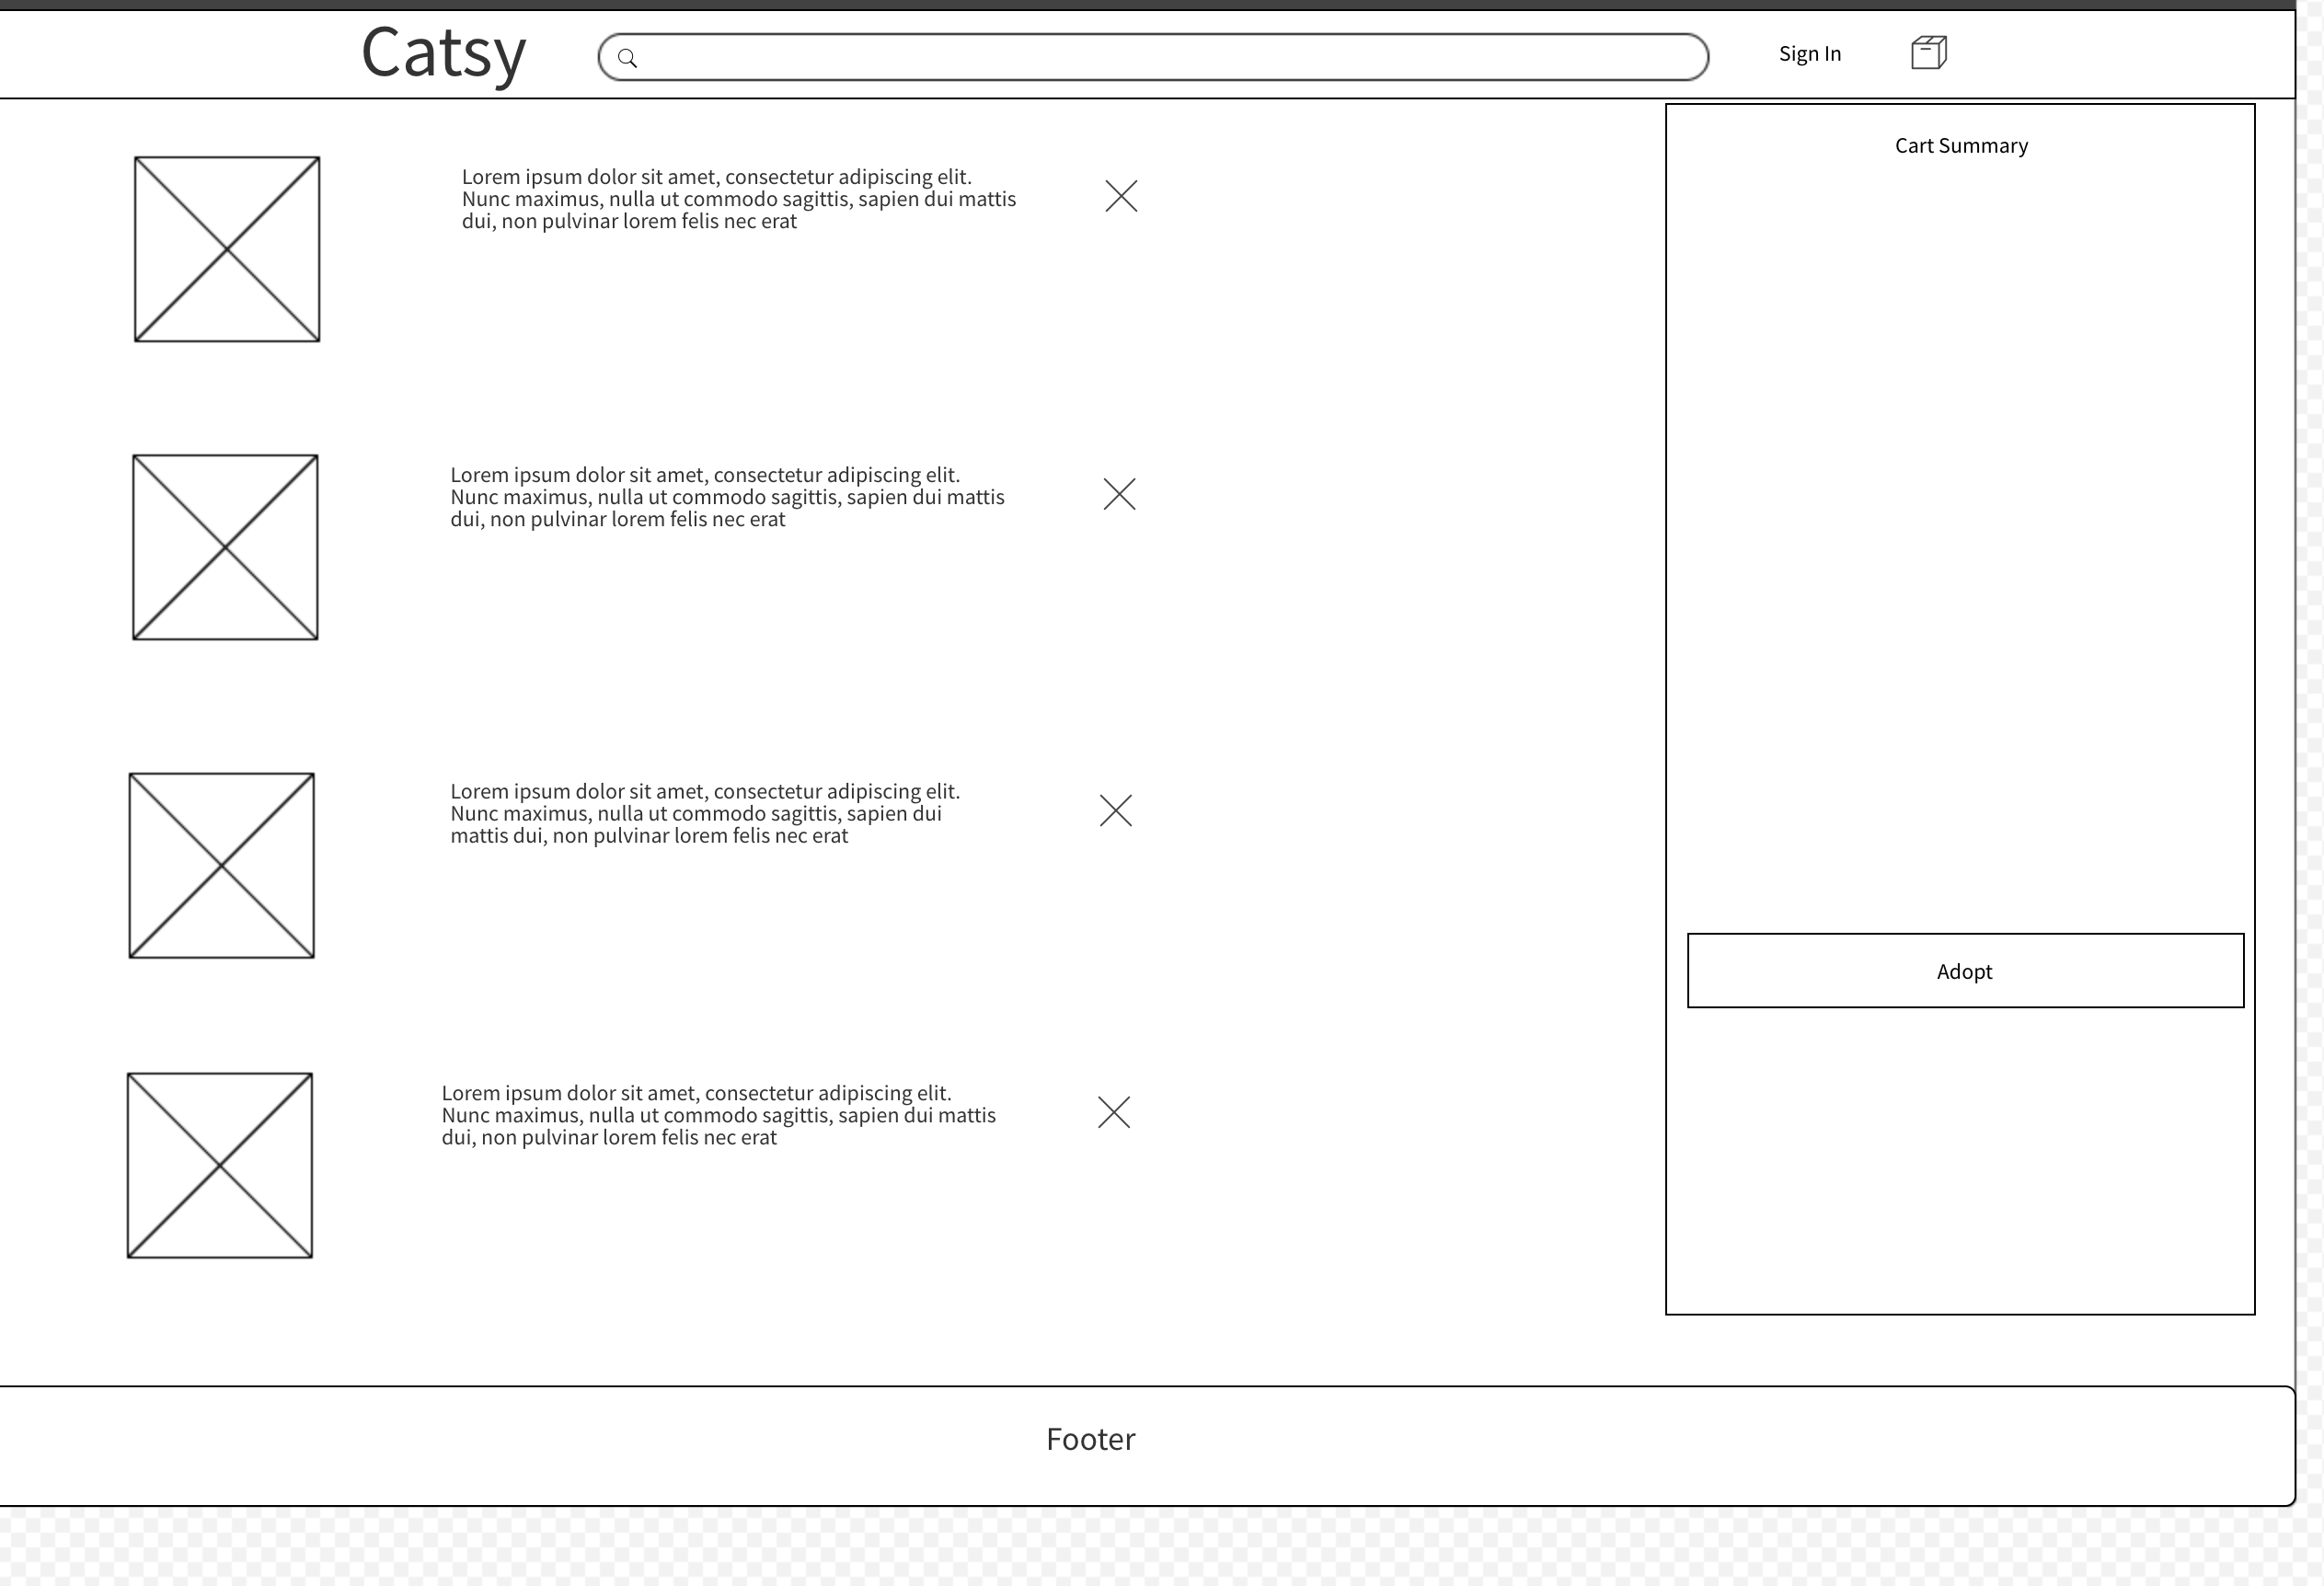 Catsy
Sign In
Cart Summary
Lorem ipsum dolor sit amet, consectetur adipiscing elit.
Nunc maximus, nulla ut commodo sagittis, sapien dui mattis
dui, non pulvinar lorem felis nec erat
Lorem ipsum dolor sit amet, consectetur adipiscing elit.
Nunc maximus, nulla ut commodo sagittis, sapien dui mattis
dui, non pulvinar lorem felis nec erat
Lorem ipsum dolor sit amet, consectetur adipiscing elit.
Nunc maximus, nulla ut commodo sagittis, sapien dui
mattis dui, non pulvinar lorem felis nec erat
Adopt
Lorem ipsum dolor sit amet, consectetur adipiscing elit.
Nunc maximus, nulla ut commodo sagittis, sapien dui mattis
dui, non pulvinar lorem felis nec erat
Footer